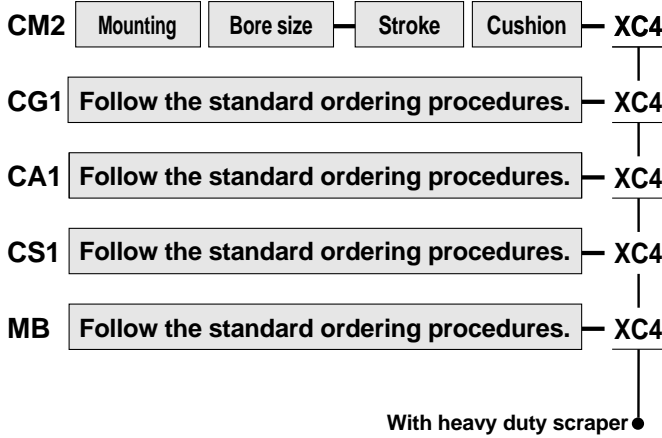 CM2 Mounting Bore size - Stroke Cushion - XC4
CG1 Follow the standard ordering procedures. - XC4
CA1 Follow the standard ordering procedures. - XC4
CS1 Follow the standard ordering procedures. - XC4
MB Follow the standard ordering procedures. - XC4
With heavy duty scraper